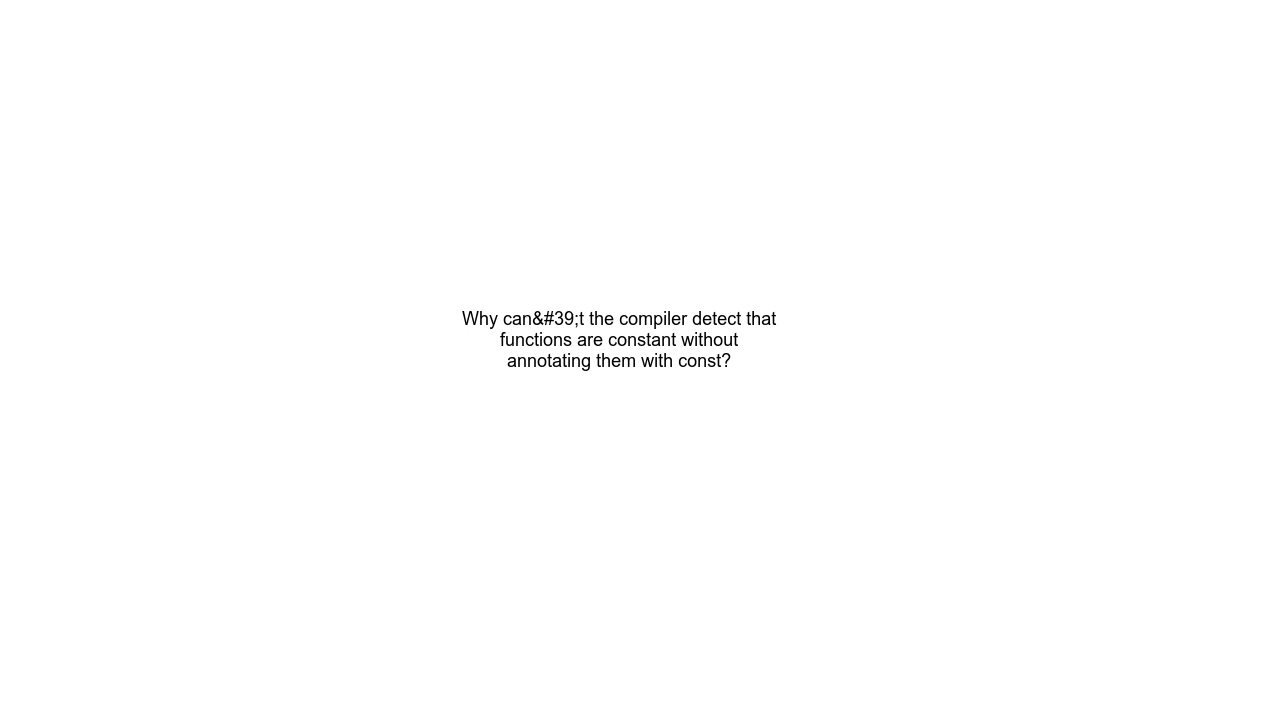 Why can&#39;t the compiler detect that
functions are constant without
annotating them with const?